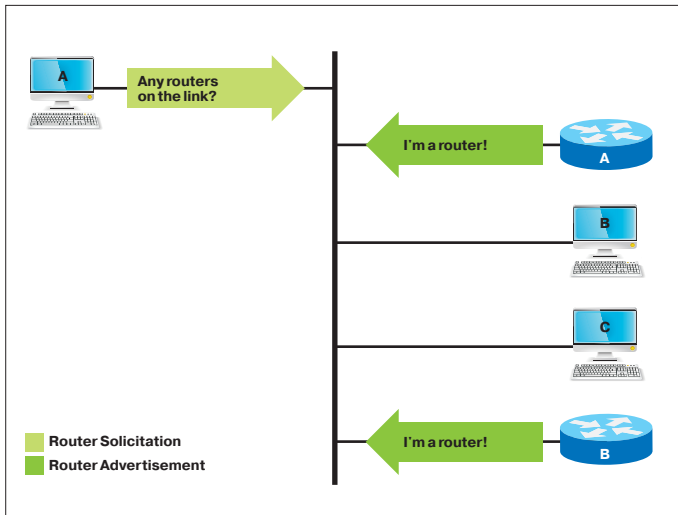 A
Any routers
on the link?
I'm a router!
A
B
C
I'm a router!
B
Router Solicitation
Router Advertisement